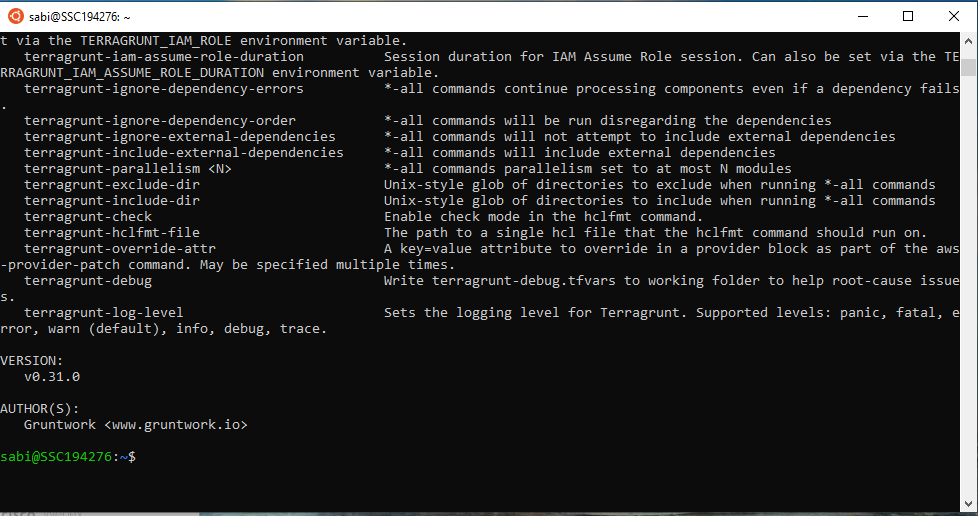 sabi@SSC194276: ~
t via the TERRAGRUNT_IAM_ROLE environment variable.
   terragrunt-iam-assume-role-duration          Session duration for IAM Assume Role session. Can also be set via the TE
RRAGRUNT_IAM_ASSUME_ROLE_DURATION environment variable.
   terragrunt-ignore-dependency-errors          *-all commands continue processing components even if a dependency fails
.
   terragrunt-ignore-dependency-order           *-all commands will be run disregarding the dependencies
   terragrunt-ignore-external-dependencies      *-all commands will not attempt to include external dependencies
   terragrunt-include-external-dependencies     *-all commands will include external dependencies
   terragrunt-parallelism <N>                   *-all commands parallelism set to at most N modules
   terragrunt-exclude-dir                       Unix-style glob of directories to exclude when running *-all commands
   terragrunt-include-dir                       Unix-style glob of directories to include when running *-all commands
   terragrunt-check                             Enable check mode in the hclfmt command.
   terragrunt-hclfmt-file                       The path to a single hcl file that the hclfmt command should run on.
   terragrunt-override-attr                     A key=value attribute to override in a provider block as part of the aws
-provider-patch command. May be specified multiple times.
   terragrunt-debug                             Write terragrunt-debug.tfvars to working folder to help root-cause issue
s.
   terragrunt-log-level                         Sets the logging level for Terragrunt. Supported levels: panic, fatal, e
rror, warn (default), info, debug, trace.
VERSION:
   v0.31.0
AUTHOR(S):
   Gruntwork <www.gruntwork.io>
sabi@SSC194276:~$